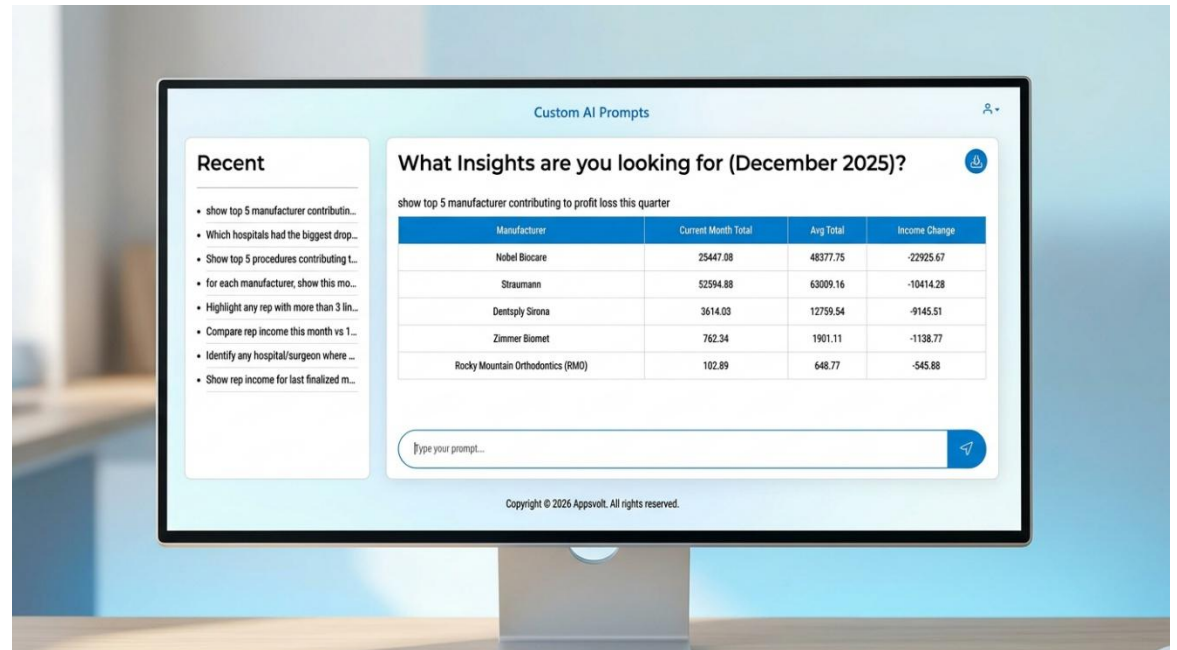 Custom AI Prompts
Recent
• show top 5 manufacturer contributin...
• Which hospitals had the biggest drop...
• Show top 5 procedures contributing t...
• for each manufacturer, show this mo...
• Highlight any rep with more than 3 lin...
• Compare rep income this month vs 1...
• Identify any hospital/surgeon where ...
• Show rep income for last finalized m...
What Insights are you looking for (December 2025)?
show top 5 manufacturer contributing to profit loss this quarter
Manufacturer Current Month Total Avg Total Income Change
Nobel Biocare 25447.08 48377.75 -22925.67
Straumann 52594.88 63009.16 -10414.28
Dentsply Sirona 3614.03 12759.54 -9145.51
Zimmer Biomet 762.34 1901.11 -1138.77
Rocky Mountain Orthodontics (RMO) 102.89 648.77 -545.88
Type your prompt...
Copyright © 2026 Appsvolt. All rights reserved.